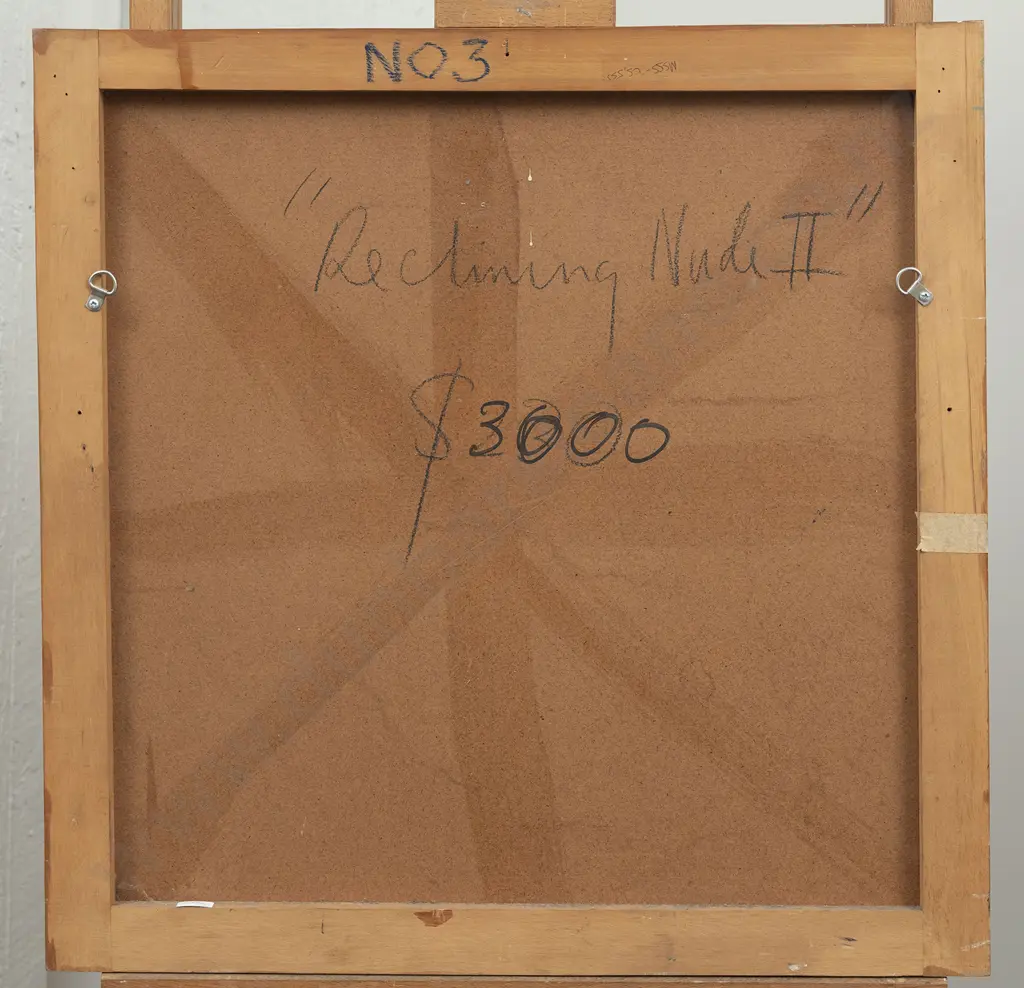 NO3
"Reclining Nude II"
$3000